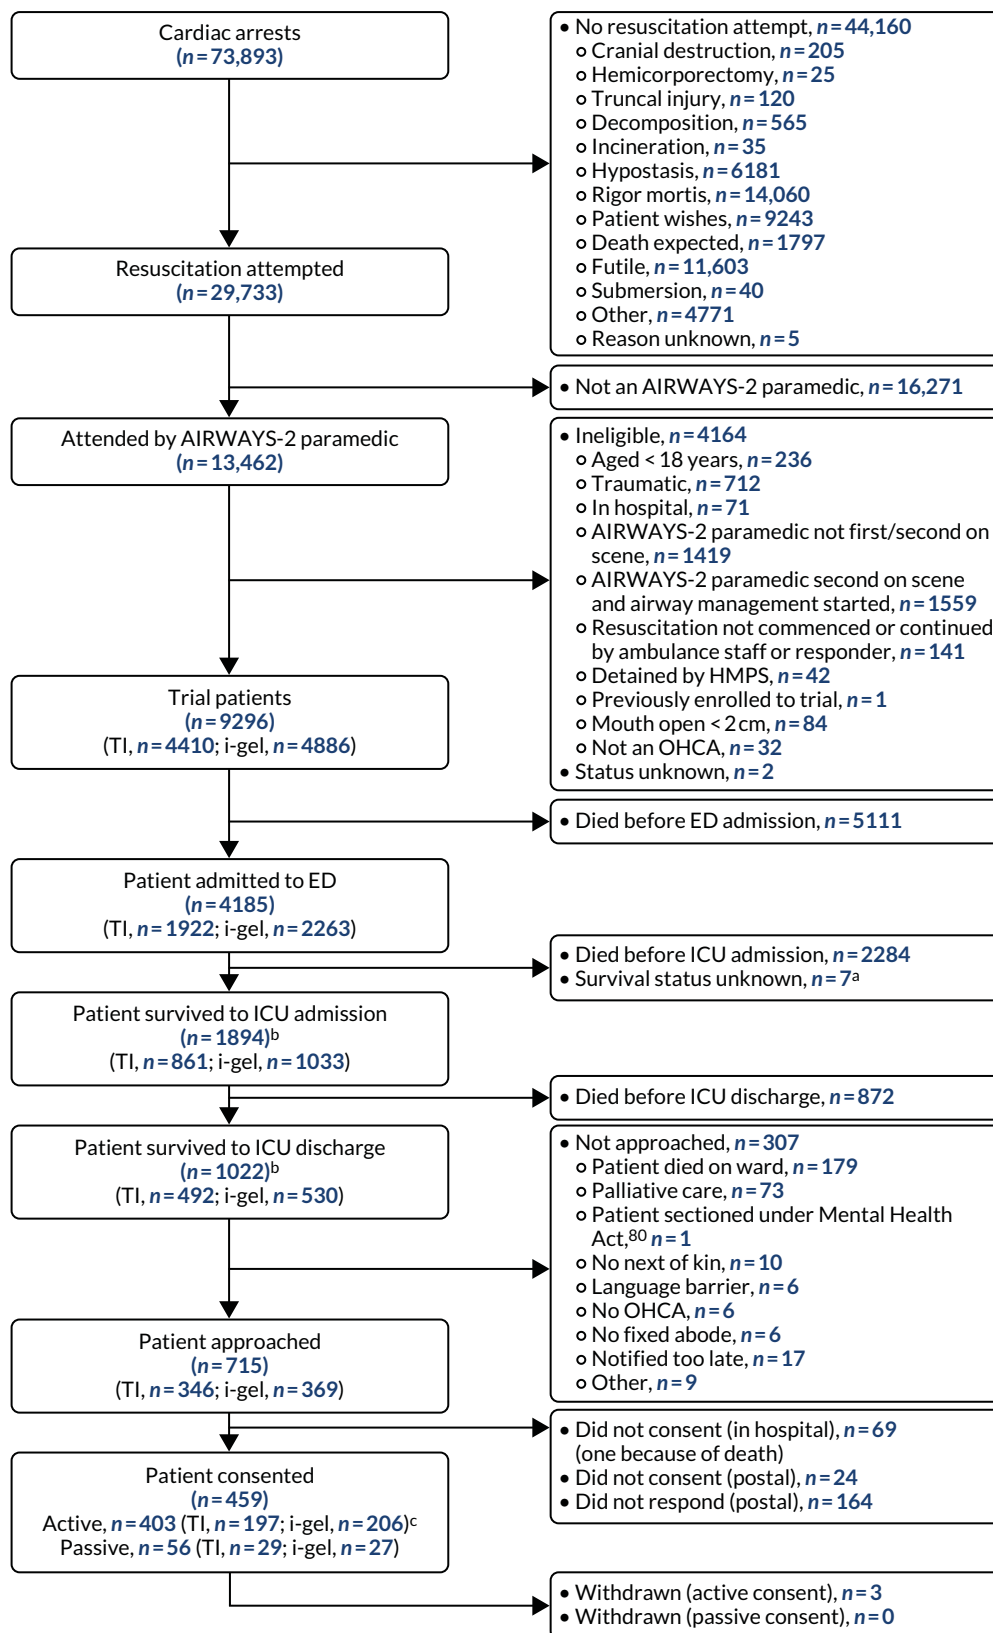 Cardiac arrests
(n=73,893)
• No resuscitation attempt, n=44,160
○ Cranial destruction, n=205
○ Hemicorporectomy, n=25
○ Truncal injury, n=120
○ Decomposition, n=565
○ Incineration, n=35
○ Hypostasis, n=6181
○ Rigor mortis, n=14,060
○ Patient wishes, n=9243
○ Death expected, n=1797
○ Futile, n=11,603
○ Submersion, n=40
○ Other, n=4771
○ Reason unknown, n=5
Resuscitation attempted
(n=29,733)
• Not an AIRWAYS-2 paramedic, n=16,271
Attended by AIRWAYS-2 paramedic
(n=13,462)
• Ineligible, n=4164
○ Aged <18 years, n=236
○ Traumatic, n=712
○ In hospital, n=71
○ AIRWAYS-2 paramedic not first/second on
scene, n=1419
○ AIRWAYS-2 paramedic second on scene
and airway management started, n=1559
○ Resuscitation not commenced or continued
by ambulance staff or responder, n=141
○ Detained by HMPS, n=42
○ Previously enrolled to trial, n=1
○ Mouth open <2cm, n=84
○ Not an OHCA, n=32
• Status unknown, n=2
Trial patients
(n=9296)
(TI, n=4410; i-gel, n=4886)
• Died before ED admission, n=5111
Patient admitted to ED
(n=4185)
(TI, n=1922; i-gel, n=2263)
• Died before ICU admission, n=2284
• Survival status unknown, n=7a
Patient survived to ICU admission
(n=1894)b
(TI, n=861; i-gel, n=1033)
• Died before ICU discharge, n=872
Patient survived to ICU discharge
(n=1022)b
(TI, n=492; i-gel, n=530)
• Not approached, n=307
○ Patient died on ward, n=179
○ Palliative care, n=73
○ Patient sectioned under Mental Health
Act,80 n=1
○ No next of kin, n=10
○ Language barrier, n=6
○ No OHCA, n=6
○ No fixed abode, n=6
○ Notified too late, n=17
○ Other, n=9
Patient approached
(n=715)
(TI, n=346; i-gel, n=369)
• Did not consent (in hospital), n=69
(one because of death)
• Did not consent (postal), n=24
• Did not respond (postal), n=164
Patient consented
(n=459)
Active, n=403 (TI, n=197; i-gel, n=206)c
Passive, n=56 (TI, n=29; i-gel, n=27)
• Withdrawn (active consent), n=3
• Withdrawn (passive consent), n=0